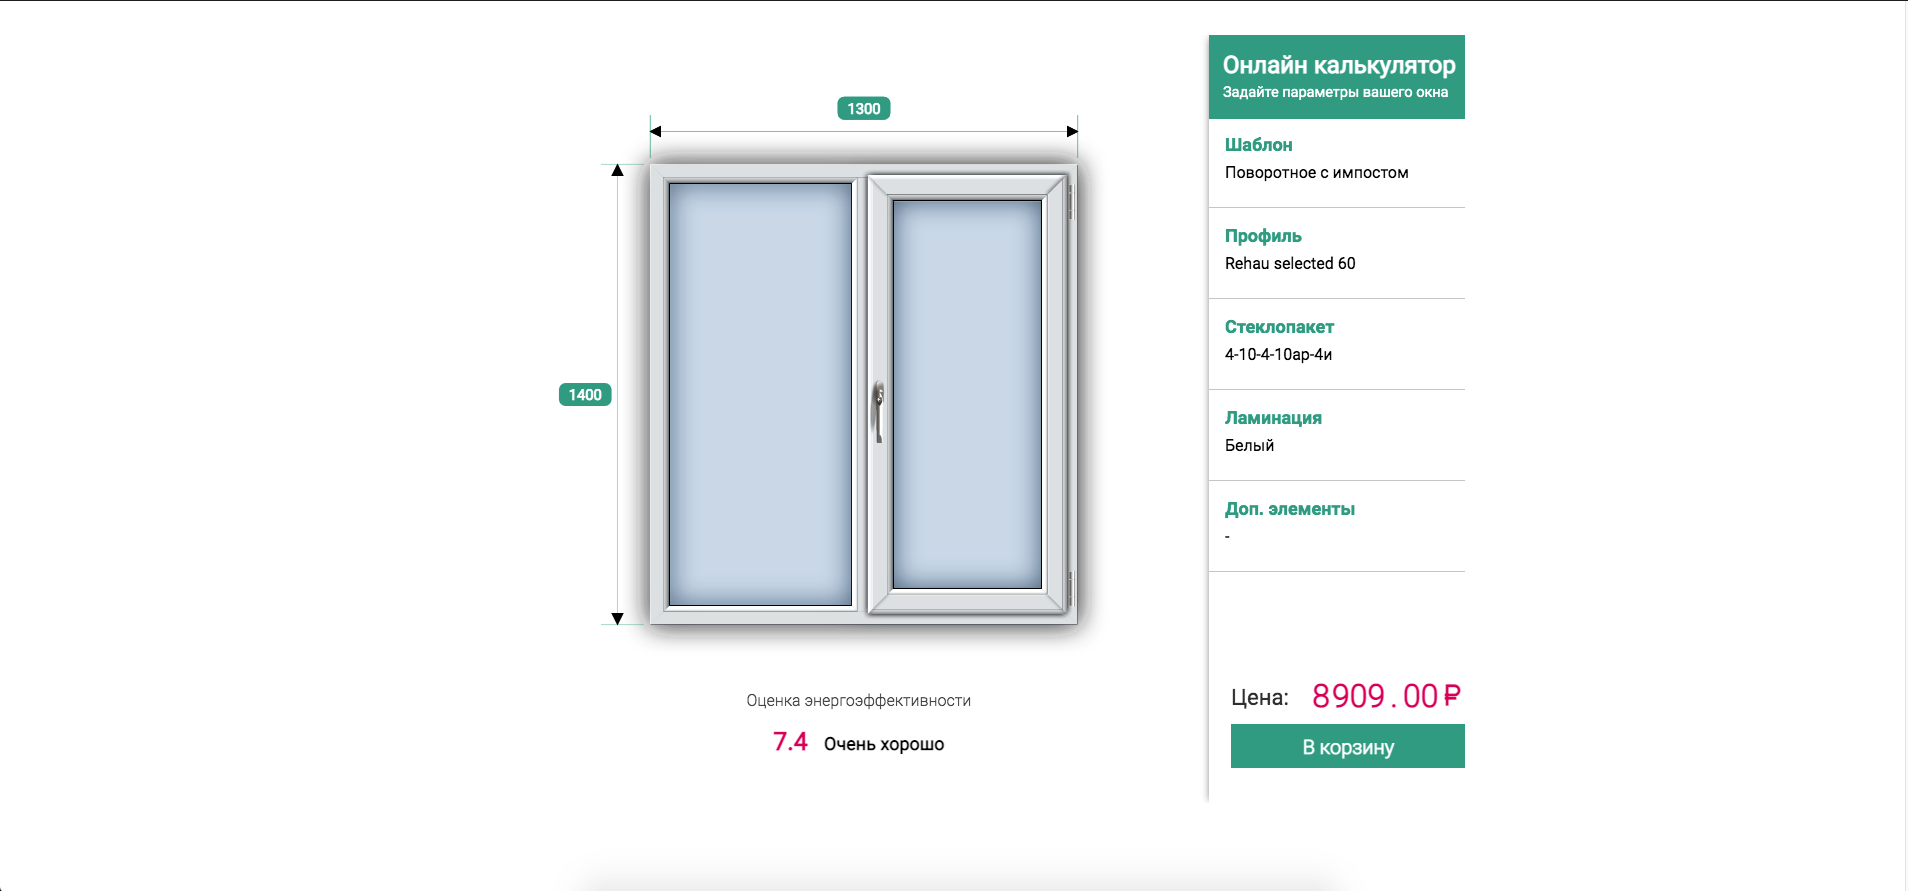 1300
1400
Оценка энергоэффективности
7.4 Очень хорошо
Онлайн калькулятор
Задайте параметры вашего окна
Шаблон
Поворотное с импостом
Профиль
Rehau selected 60
Стеклопакет
4-10-4-10ар-4и
Ламинация
Белый
Доп. элементы
-
Цена: 8909.00₽
В корзину